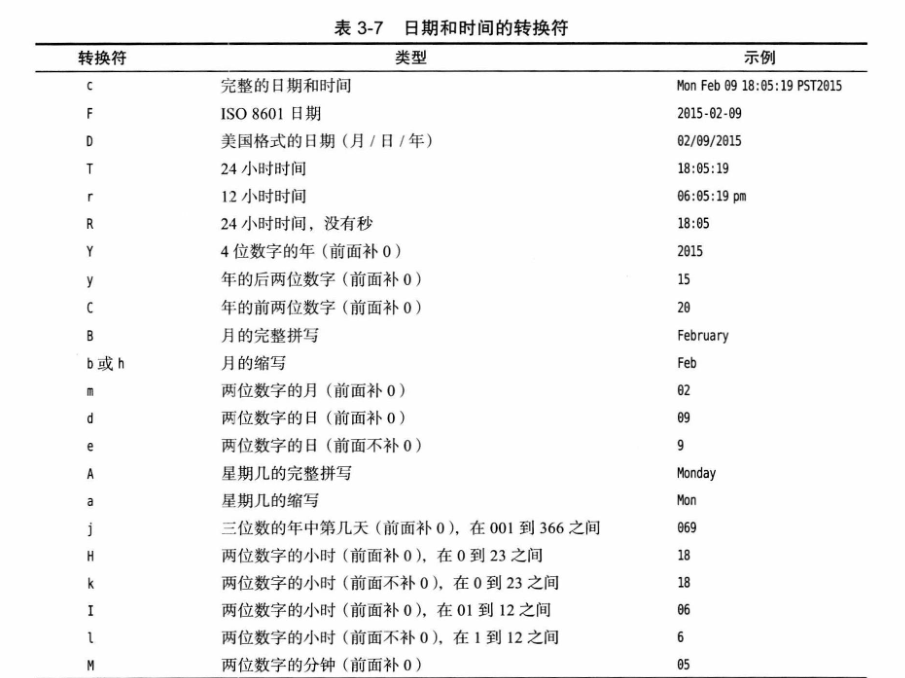 表 3-7 日期和时间的转换符
转换符 类型 示例
c 完整的日期和时间 Mon Feb 09 18:05:19 PST2015
F ISO 8601 日期 2015-02-09
D 美国格式的日期（月 / 日 / 年） 02/09/2015
T 24 小时时间 18:05:19
r 12 小时时间 06:05:19 pm
R 24 小时时间，没有秒 18:05
Y 4 位数字的年（前面补 0） 2015
y 年的后两位数字（前面补 0） 15
C 年的前两位数字（前面补 0） 20
B 月的完整拼写 February
b 或 h 月的缩写 Feb
m 两位数字的月（前面补 0） 02
d 两位数字的日（前面补 0） 09
e 两位数字的日（前面不补 0） 9
A 星期几的完整拼写 Monday
a 星期几的缩写 Mon
j 三位数的年中第几天（前面补 0），在 001 到 366 之间 069
H 两位数字的小时（前面补 0），在 0 到 23 之间 18
k 两位数字的小时（前面不补 0），在 0 到 23 之间 18
I 两位数字的小时（前面补 0），在 01 到 12 之间 06
l 两位数字的小时（前面不补 0），在 1 到 12 之间 6
M 两位数字的分钟（前面补 0） 05